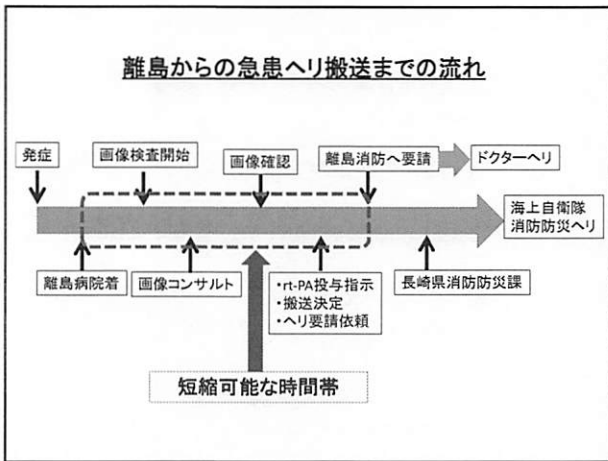 離島からの急患ヘリ搬送までの流れ
発症
画像検査開始
画像確認
離島消防へ要請
ドクターヘリ
海上自衛隊
消防防災ヘリ
離島病院着
画像コンサルト
・rt-PA投与指示
・搬送決定
・ヘリ要請依頼
長崎県消防防災課
短縮可能な時間帯